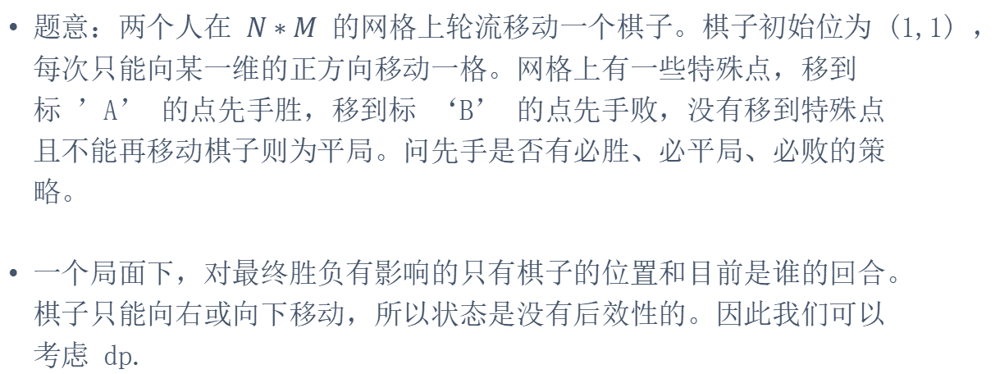 • 题意：两个人在 N∗M 的网格上轮流移动一个棋子。棋子初始位为 (1,1)，
每次只能向某一维的正方向移动一格。网格上有一些特殊点，移到
标 ’A’ 的点先手胜，移到标 ‘B’ 的点先手败，没有移到特殊点
且不能再移动棋子则为平局。问先手是否有必胜、必平局、必败的策
略。
• 一个局面下，对最终胜负有影响的只有棋子的位置和目前是谁的回合。
棋子只能向右或向下移动，所以状态是没有后效性的。因此我们可以
考虑 dp.